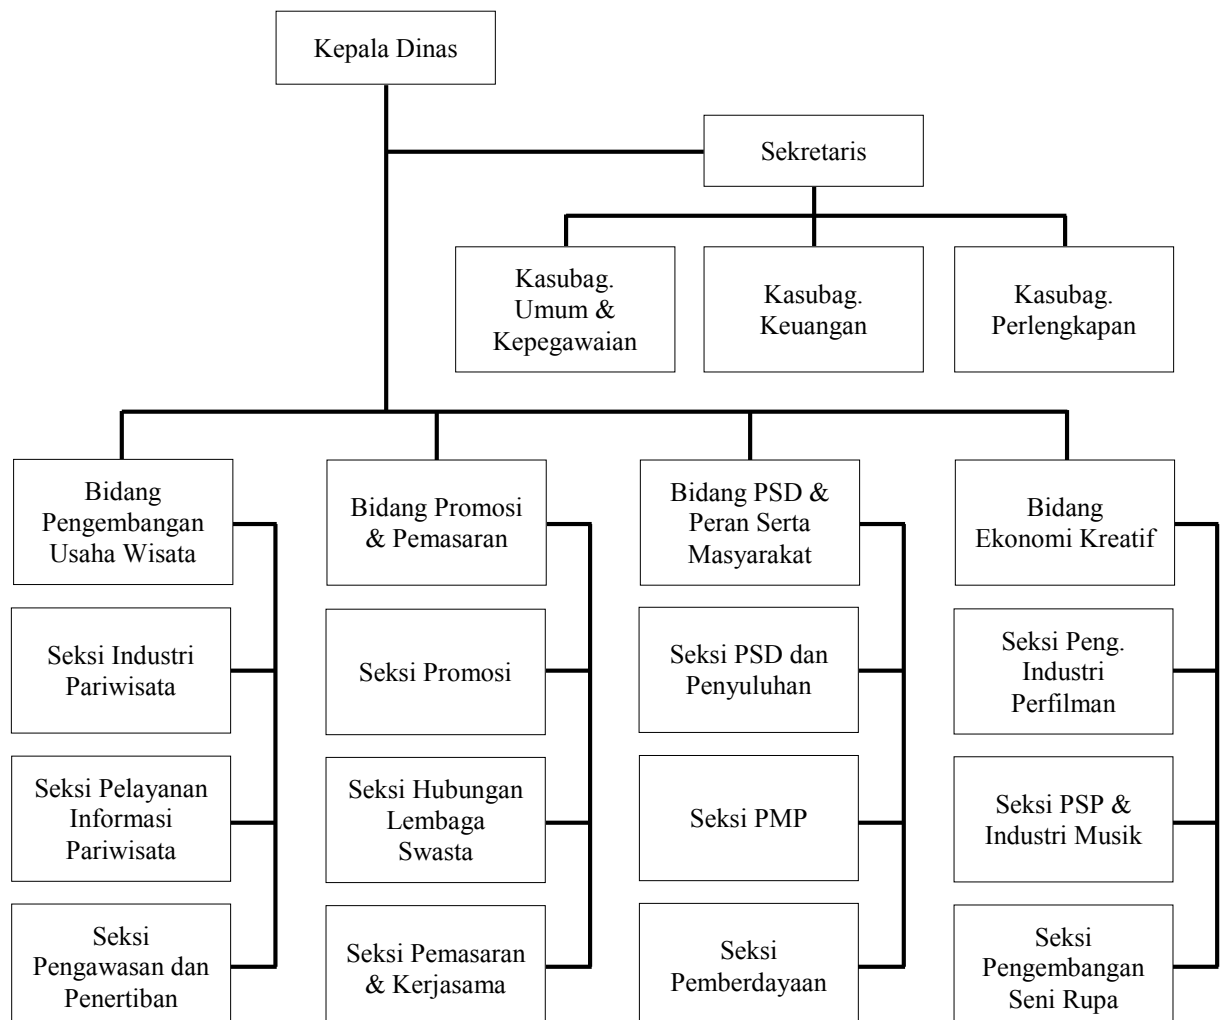 Kepala Dinas
Sekretaris
Kasubag.
Umum &
Kepegawaian
Kasubag.
Keuangan
Kasubag.
Perlengkapan
Bidang
Pengembangan
Usaha Wisata
Bidang Promosi
& Pemasaran
Bidang PSD &
Peran Serta
Masyarakat
Bidang
Ekonomi Kreatif
Seksi Industri
Pariwisata
Seksi Promosi
Seksi PSD dan
Penyuluhan
Seksi Peng.
Industri
Perfilman
Seksi Pelayanan
Informasi
Pariwisata
Seksi Hubungan
Lembaga
Swasta
Seksi PMP
Seksi PSP &
Industri Musik
Seksi
Pengawasan dan
Penertiban
Seksi Pemasaran
& Kerjasama
Seksi
Pemberdayaan
Seksi
Pengembangan
Seni Rupa